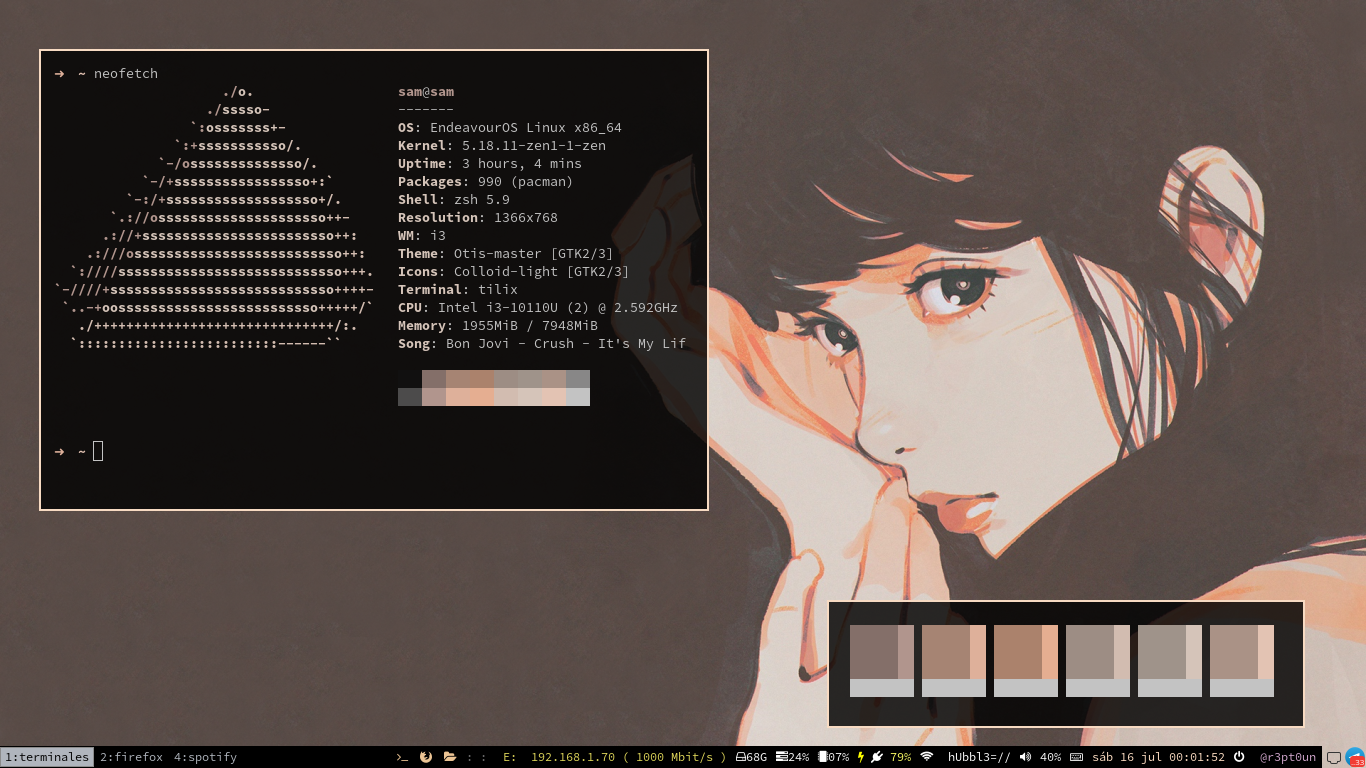 ➜ ~ neofetch
./o.
./sssso-
`:osssssss+-
`:+sssssssssso/.
`-/ossssssssssssso/.
`-/+sssssssssssssssso+:`
`-:/+sssssssssssssssssso+/.
`.://osssssssssssssssssssso++-
.://+ssssssssssssssssssssssso++:
.:///ossssssssssssssssssssssssso++:
`:////ssssssssssssssssssssssssssso+++.
`-////+ssssssssssssssssssssssssssso++++-
`..-+oosssssssssssssssssssssssso+++++/`
./++++++++++++++++++++++++++++++/:.
`:::::::::::::::::::::::::------``
sam@sam
-------
OS: EndeavourOS Linux x86_64
Kernel: 5.18.11-zen1-1-zen
Uptime: 3 hours, 4 mins
Packages: 990 (pacman)
Shell: zsh 5.9
Resolution: 1366x768
WM: i3
Theme: Otis-master [GTK2/3]
Icons: Colloid-light [GTK2/3]
Terminal: tilix
CPU: Intel i3-10110U (2) @ 2.592GHz
Memory: 1955MiB / 7948MiB
Song: Bon Jovi - Crush - It's My Lif
➜ ~
1:terminales 2:firefox 4:spotify >_ : : E: 192.168.1.70 ( 1000 Mbit/s ) 68G 24% 07% 79% hUbbl3=// 40% sáb 16 jul 00:01:52 @r3pt0un 33